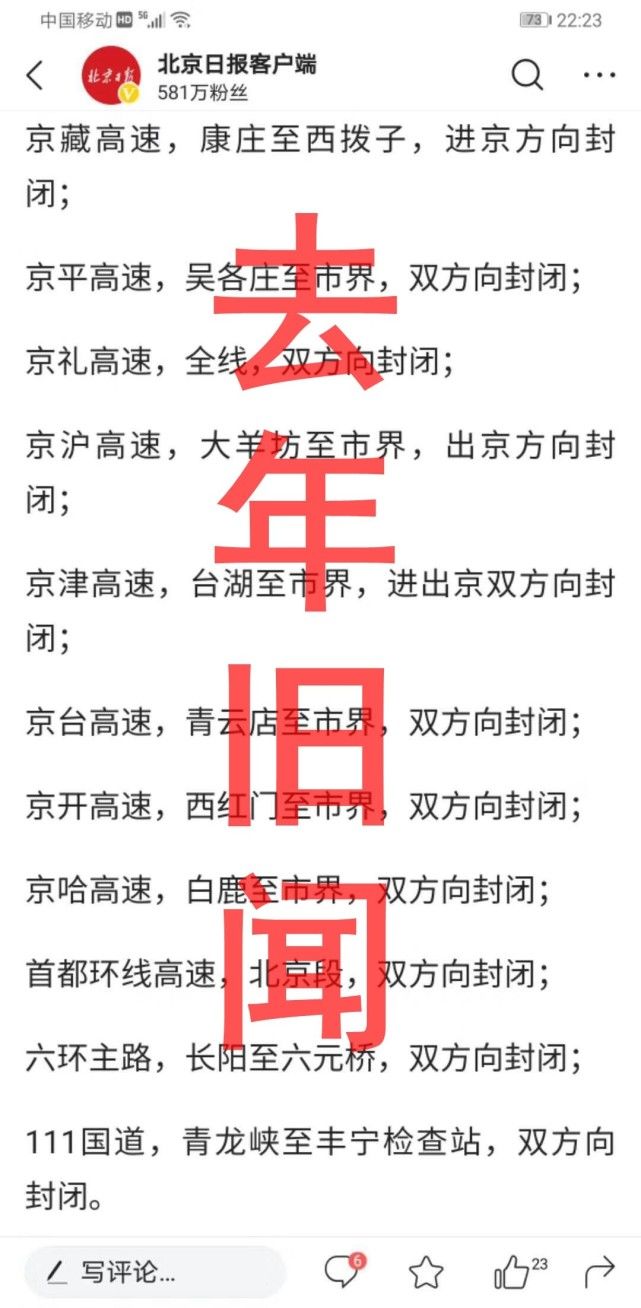 中国移动 HD 5G 73 22:23
北京日报
北京日报客户端
V
581万粉丝
京藏高速，康庄至西拨子，进京方向封
闭；
京平高速，吴各庄至市界，双方向封闭；
京礼高速，全线，双方向封闭；
京沪高速，大羊坊至市界，出京方向封
闭；
京津高速，台湖至市界，进出京双方向封
闭；
京台高速，青云店至市界，双方向封闭；
京开高速，西红门至市界，双方向封闭；
京哈高速，白鹿至市界，双方向封闭；
首都环线高速，北京段，双方向封闭；
六环主路，长阳至六元桥，双方向封闭；
111国道，青龙峡至丰宁检查站，双方向
封闭。
去年旧闻
写评论... 6 23